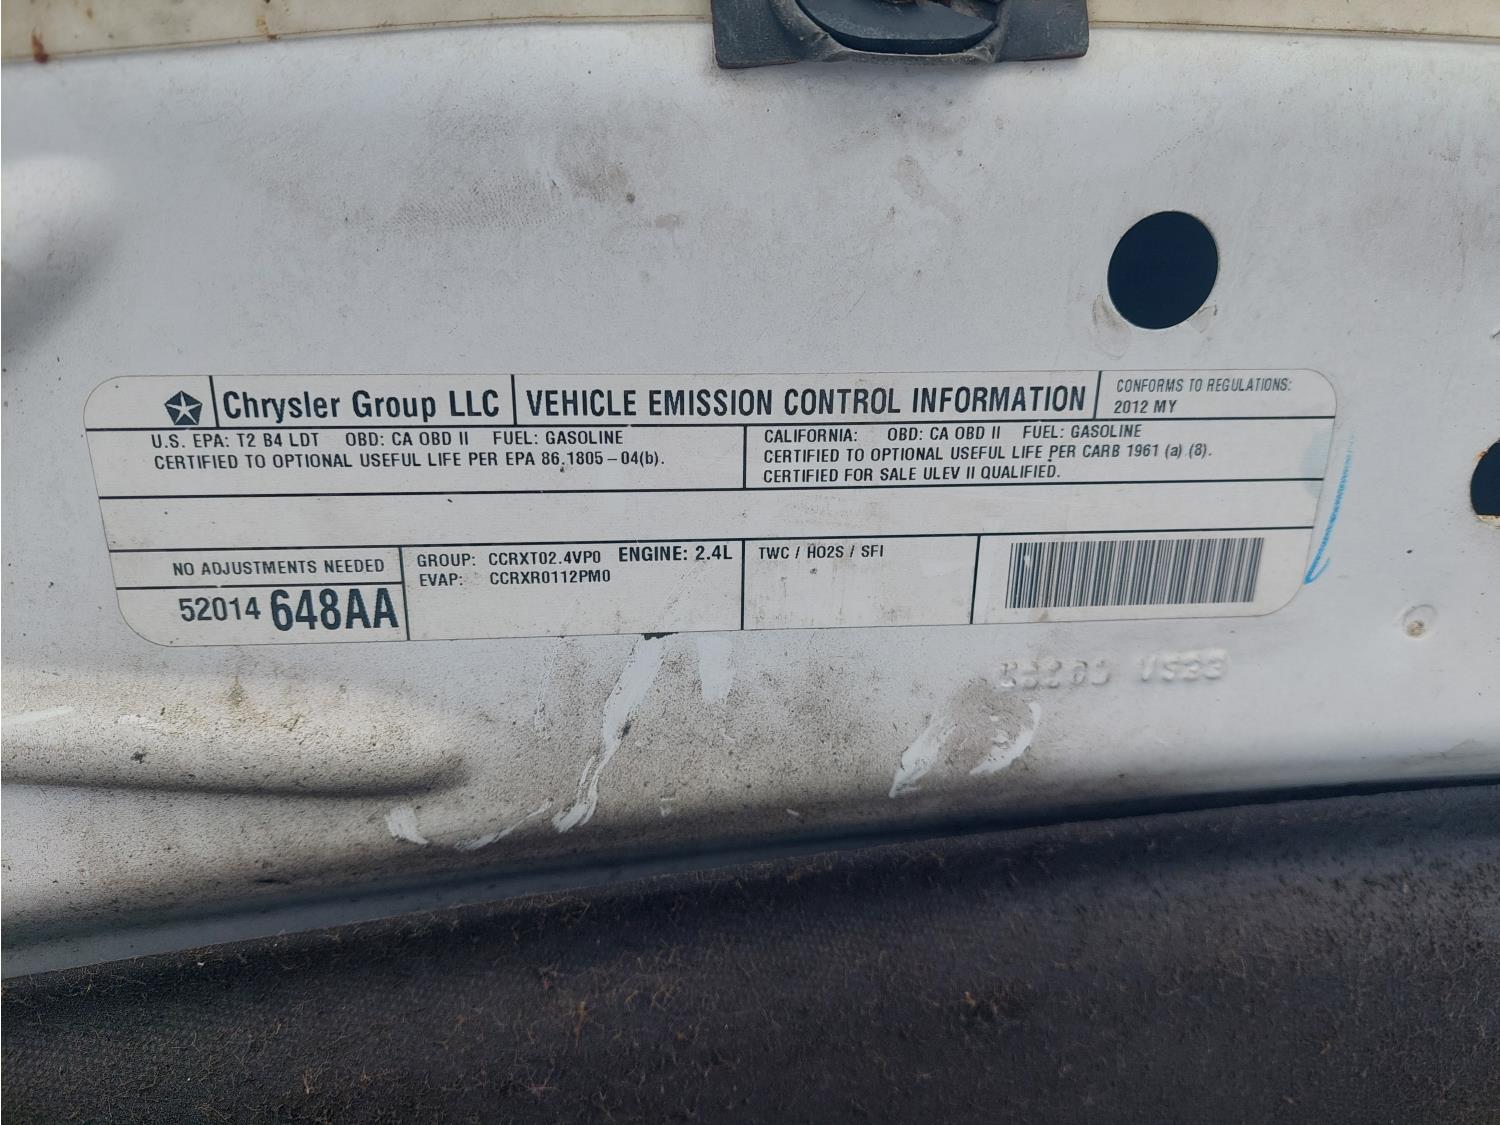 Chrysler Group LLC
VEHICLE EMISSION CONTROL INFORMATION
CONFORMS TO REGULATIONS:
2012 MY
U.S. EPA: T2 B4 LDT OBD: CA OBD II FUEL: GASOLINE
CERTIFIED TO OPTIONAL USEFUL LIFE PER EPA 86.1805-04(b).
CALIFORNIA: OBD: CA OBD II FUEL: GASOLINE
CERTIFIED TO OPTIONAL USEFUL LIFE PER CARB 1961 (a) (8).
CERTIFIED FOR SALE ULEV II QUALIFIED.
NO ADJUSTMENTS NEEDED
52014 648AA
GROUP: CCRXT02.4VP0 ENGINE: 2.4L
EVAP: CCRXR0112PM0
TWC / HO2S / SFI